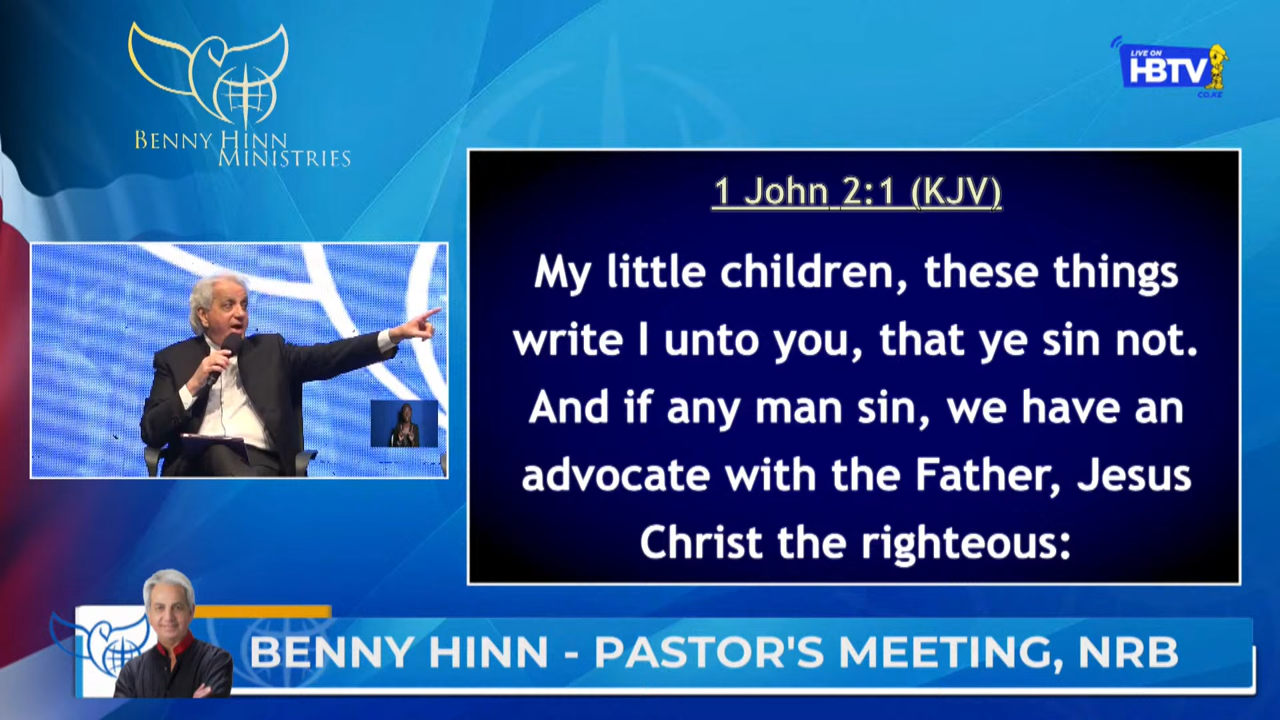 BENNY HINN
MINISTRIES
LIVE ON
HBTV
CO.KE
1 John 2:1 (KJV)
My little children, these things
write I unto you, that ye sin not.
And if any man sin, we have an
advocate with the Father, Jesus
Christ the righteous:
BENNY HINN - PASTOR'S MEETING, NRB